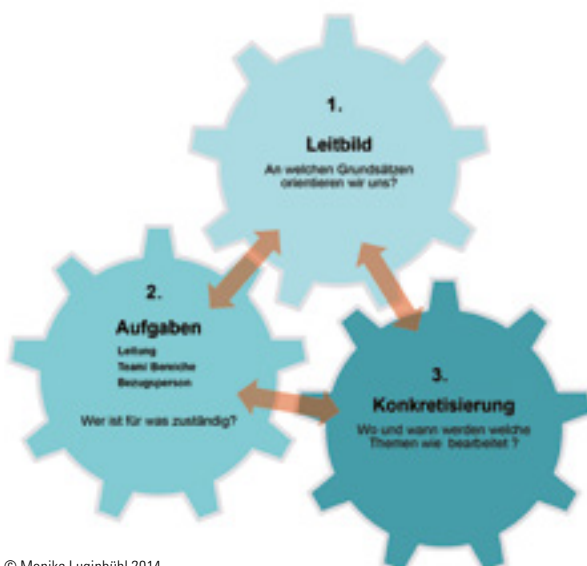 1.
Leitbild
An welchen Grundsätzen
orientieren wir uns?
2.
Aufgaben
Leitung
Team/ Bereiche
Bezugsperson
Wer ist für was zuständig?
3.
Konkretisierung
Wo und wann werden welche
Themen wie bearbeitet ?
© Monika Luginbühl 2014